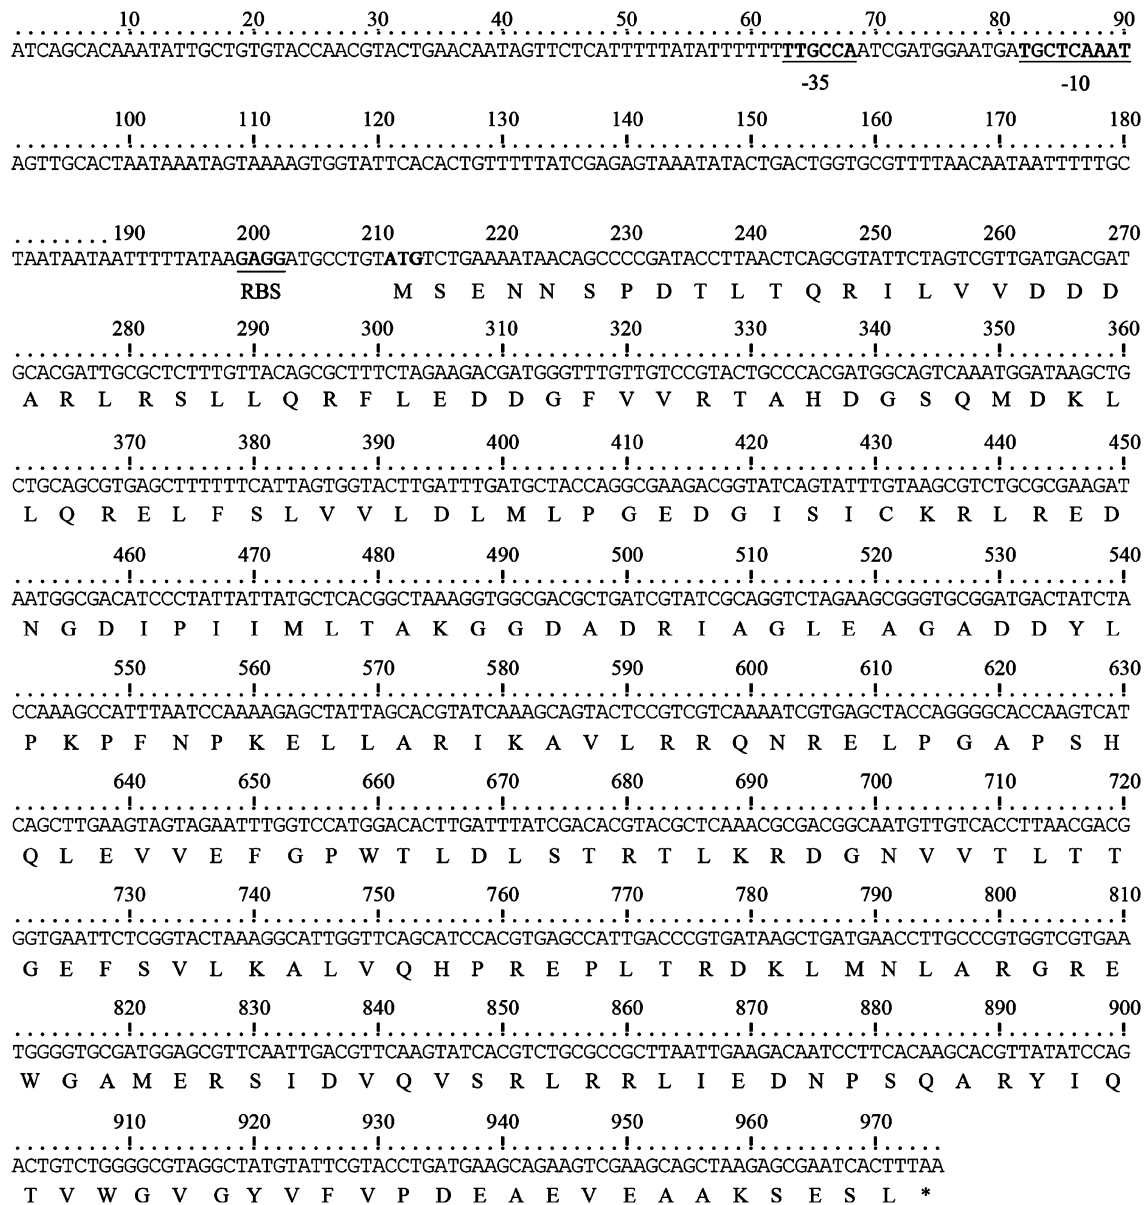 10 20 30 40 50 60 70 80 90
ATCAGCACAAATATTGCTGTGTACCAACGTACTGAACAATAGTTCTCATTTTTATATTTTTTTTGCCAATCGATGGAATGATGCTCAAAT
-35 -10
100 110 120 130 140 150 160 170 180
AGTTGCACTAATAAATAGTAAAAGTGGTATTCACACTGTTTTTATCGAGAGTAAATATACTGACTGGTGCGTTTTAACAATAATTTTTGC
190 200 210 220 230 240 250 260 270
TAATAATAATTTTTATAAGAGGATGCCTGTATGTCTGAAAATAACAGCCCCGATACCTTAACTCAGCGTATTCTAGTCGTTGATGACGAT
RBS M S E N N S P D T L T Q R I L V V D D D
280 290 300 310 320 330 340 350 360
GCACGATTGCGCTCTTTGTTACAGCGCTTTCTAGAAGACGATGGGTTTGTTGTCCGTACTGCCCACGATGGCAGTCAAATGGATAAGCTG
A R L R S L L Q R F L E D D G F V V R T A H D G S Q M D K L
370 380 390 400 410 420 430 440 450
CTGCAGCGTGAGCTTTTTTCATTAGTGGTACTTGATTTGATGCTACCAGGCGAAGACGGTATCAGTATTTGTAAGCGTCTGCGCGAAGAT
L Q R E L F S L V V L D L M L P G E D G I S I C K R L R E D
460 470 480 490 500 510 520 530 540
AATGGCGACATCCCTATTATTATGCTCACGGCTAAAGGTGGCGACGCTGATCGTATCGCAGGTCTAGAAGCGGGTGCGGATGACTATCTA
N G D I P I I M L T A K G G D A D R I A G L E A G A D D Y L
550 560 570 580 590 600 610 620 630
CCAAAGCCATTTAATCCAAAAGAGCTATTAGCACGTATCAAAGCAGTACTCCGTCGTCAAAATCGTGAGCTACCAGGGGCACCAAGTCAT
P K P F N P K E L L A R I K A V L R R Q N R E L P G A P S H
640 650 660 670 680 690 700 710 720
CAGCTTGAAGTAGTAGAATTTGGTCCATGGACACTTGATTTATCGACACGTACGCTCAAACGCGACGGCAATGTTGTCACCTTAACGACG
Q L E V V E F G P W T L D L S T R T L K R D G N V V T L T T
730 740 750 760 770 780 790 800 810
GGTGAATTCTCGGTACTAAAGGCATTGGTTCAGCATCCACGTGAGCCATTGACCCGTGATAAGCTGATGAACCTTGCCCGTGGTCGTGAA
G E F S V L K A L V Q H P R E P L T R D K L M N L A R G R E
820 830 840 850 860 870 880 890 900
TGGGGTGCGATGGAGCGTTCAATTGACGTTCAAGTATCACGTCTGCGCCGCTTAATTGAAGACAATCCTTCACAAGCACGTTATATCCAG
W G A M E R S I D V Q V S R L R R L I E D N P S Q A R Y I Q
910 920 930 940 950 960 970
ACTGTCTGGGGCGTAGGCTATGTATTCGTACCTGATGAAGCAGAAGTCGAAGCAGCTAAGAGCGAATCACTTTAA
T V W G V G Y V F V P D E A E V E A A K S E S L *